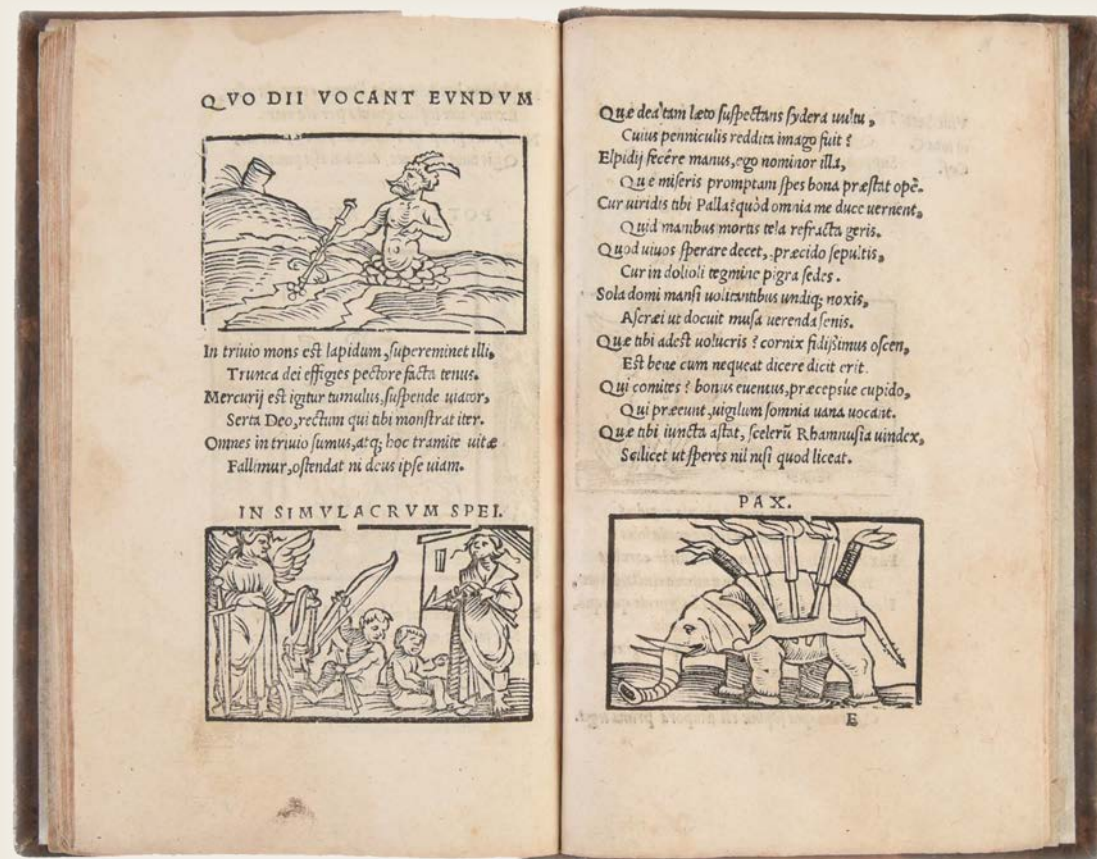 QVO DII VOCANT EVNDVM
In trivio mons est lapidum, supereminet illi,
Trunca dei effigies pectore facta tenus.
Mercurij est igitur tumulus, suspende uiator,
Serta Deo, rectum qui tibi monstrat iter.
Omnes in trivio sumus, atq; hoc tramite uitæ
Fallimur, ostendat ni deus ipse uiam.
IN SIMVLACRVM SPEI.
Quæ dea tam læto suspectans sydera uultu,
Cuius penniculis reddita imago fuit?
Elpidij fecêre manus, ego nominor illa,
Quæ miseris promptam spes bona præstat opẽ.
Cur uiridis tibi Palla? quòd omnia me duce uernent,
Quid manibus mortis tela refracta geris.
Quod uiuos sperare decet, præcido sepultis,
Cur in dolioli tegmine pigra sedes.
Sola domi mansi uolitantibus undiq; noxis,
Ascræi ut docuit musa uerenda senis.
Quæ tibi adest uolucris? cornix fidissimus oscen,
Est bene cum nequeat dicere dicit erit.
Qui comites? bonus euentus, præcepsúe cupido,
Qui præeunt, uigilum somnia uana uocant.
Quæ tibi iuncta astat, scelerũ Rhamnusia uindex,
Scilicet ut speres nil nisi quod liceat.
PAX.
E